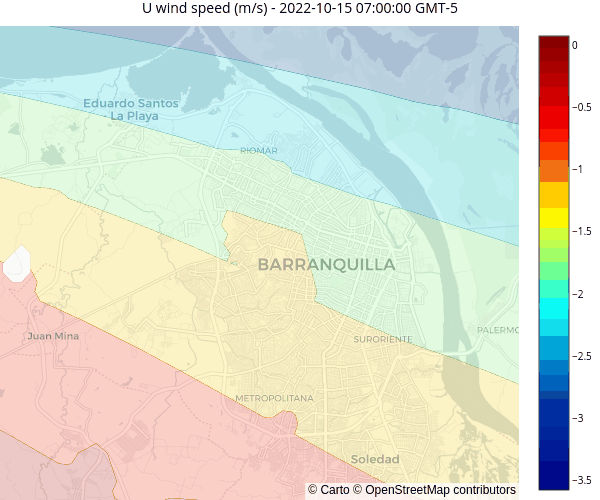 U wind speed (m/s) - 2022-10-15 07:00:00 GMT-5
Eduardo Santos
La Playa
RIOMAR
BARRANQUILLA
Juan Mina
SURORIENTE
PALERMO
METROPOLITANA
Soledad
© Carto © OpenStreetMap contributors
0
−0.5
−1
−1.5
−2
−2.5
−3
−3.5